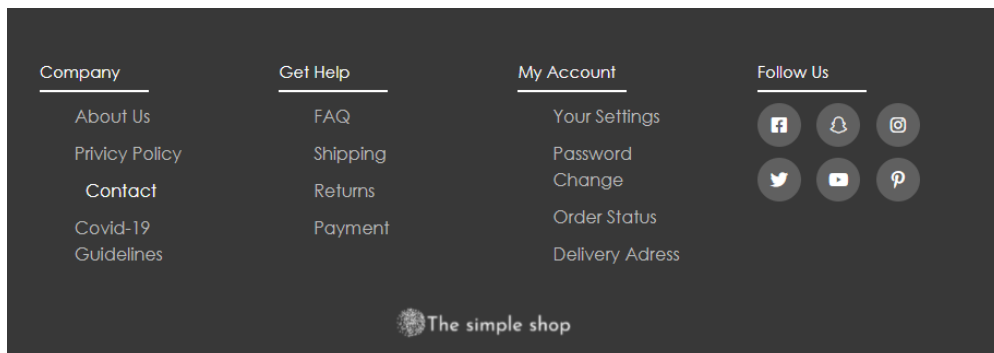 Company
About Us
Privicy Policy
Contact
Covid-19
Guidelines
Get Help
FAQ
Shipping
Returns
Payment
My Account
Your Settings
Password
Change
Order Status
Delivery Adress
Follow Us
The simple shop